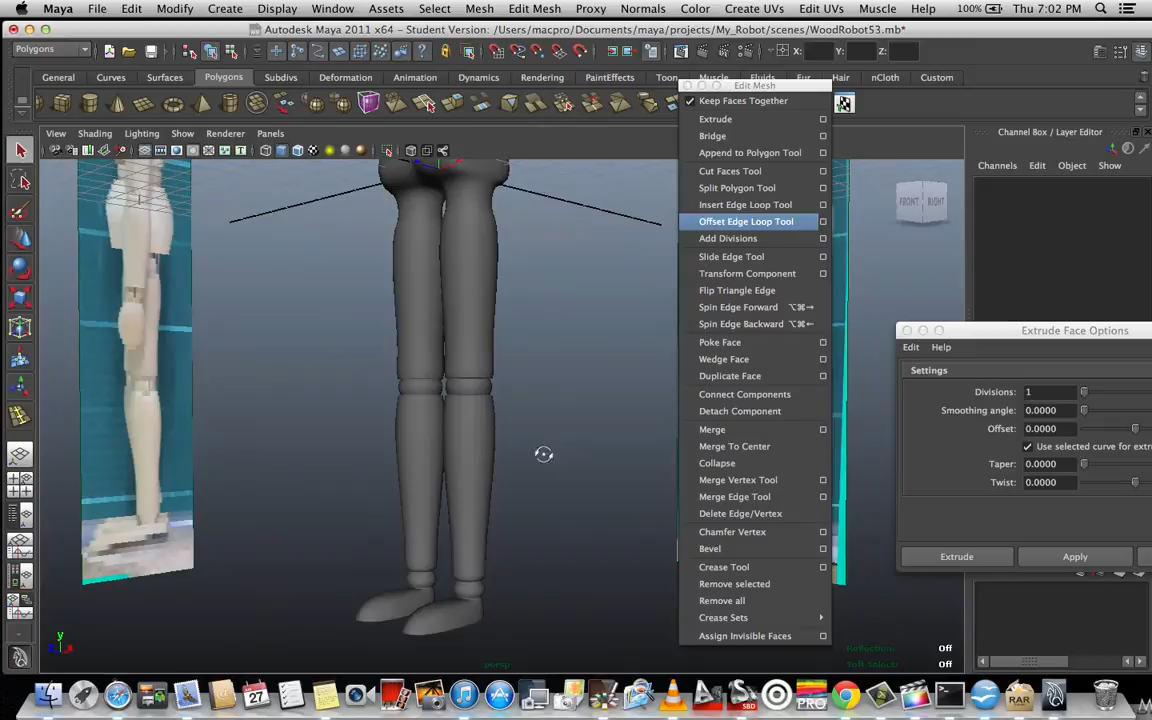 Maya File Edit Modify Create Display Window Assets Select Mesh Edit Mesh Proxy Normals Color Create UVs Edit UVs Muscle Help 100% Thu 7:02 PM
Autodesk Maya 2011 x64 - Student Version: /Users/macpro/Documents/maya/projects/My_Robot/scenes/WoodRobot53.mb*
Polygons X: Y: Z:
General Curves Surfaces Polygons Subdivs Deformation Animation Dynamics Rendering PaintEffects Toon Muscle Fluids Fur Hair nCloth Custom
View Shading Lighting Show Renderer Panels
Edit Mesh
Keep Faces Together
Extrude
Bridge
Append to Polygon Tool
Cut Faces Tool
Split Polygon Tool
Insert Edge Loop Tool
Offset Edge Loop Tool
Add Divisions
Slide Edge Tool
Transform Component
Flip Triangle Edge
Spin Edge Forward ⌥⌘→
Spin Edge Backward ⌥⌘←
Poke Face
Wedge Face
Duplicate Face
Connect Components
Detach Component
Merge
Merge To Center
Collapse
Merge Vertex Tool
Merge Edge Tool
Delete Edge/Vertex
Chamfer Vertex
Bevel
Crease Tool
Remove selected
Remove all
Crease Sets
Assign Invisible Faces
Channel Box / Layer Editor
Channels Edit Object Show
FRONT RIGHT
Extrude Face Options
Edit Help
Settings
Divisions: 1
Smoothing angle: 0.0000
Offset: 0.0000
Use selected curve for extru
Taper: 0.0000
Twist: 0.0000
Extrude Apply
Reflection: Off
Soft Select: Off
persp
y
z x
27
SBD
PRO
RAR